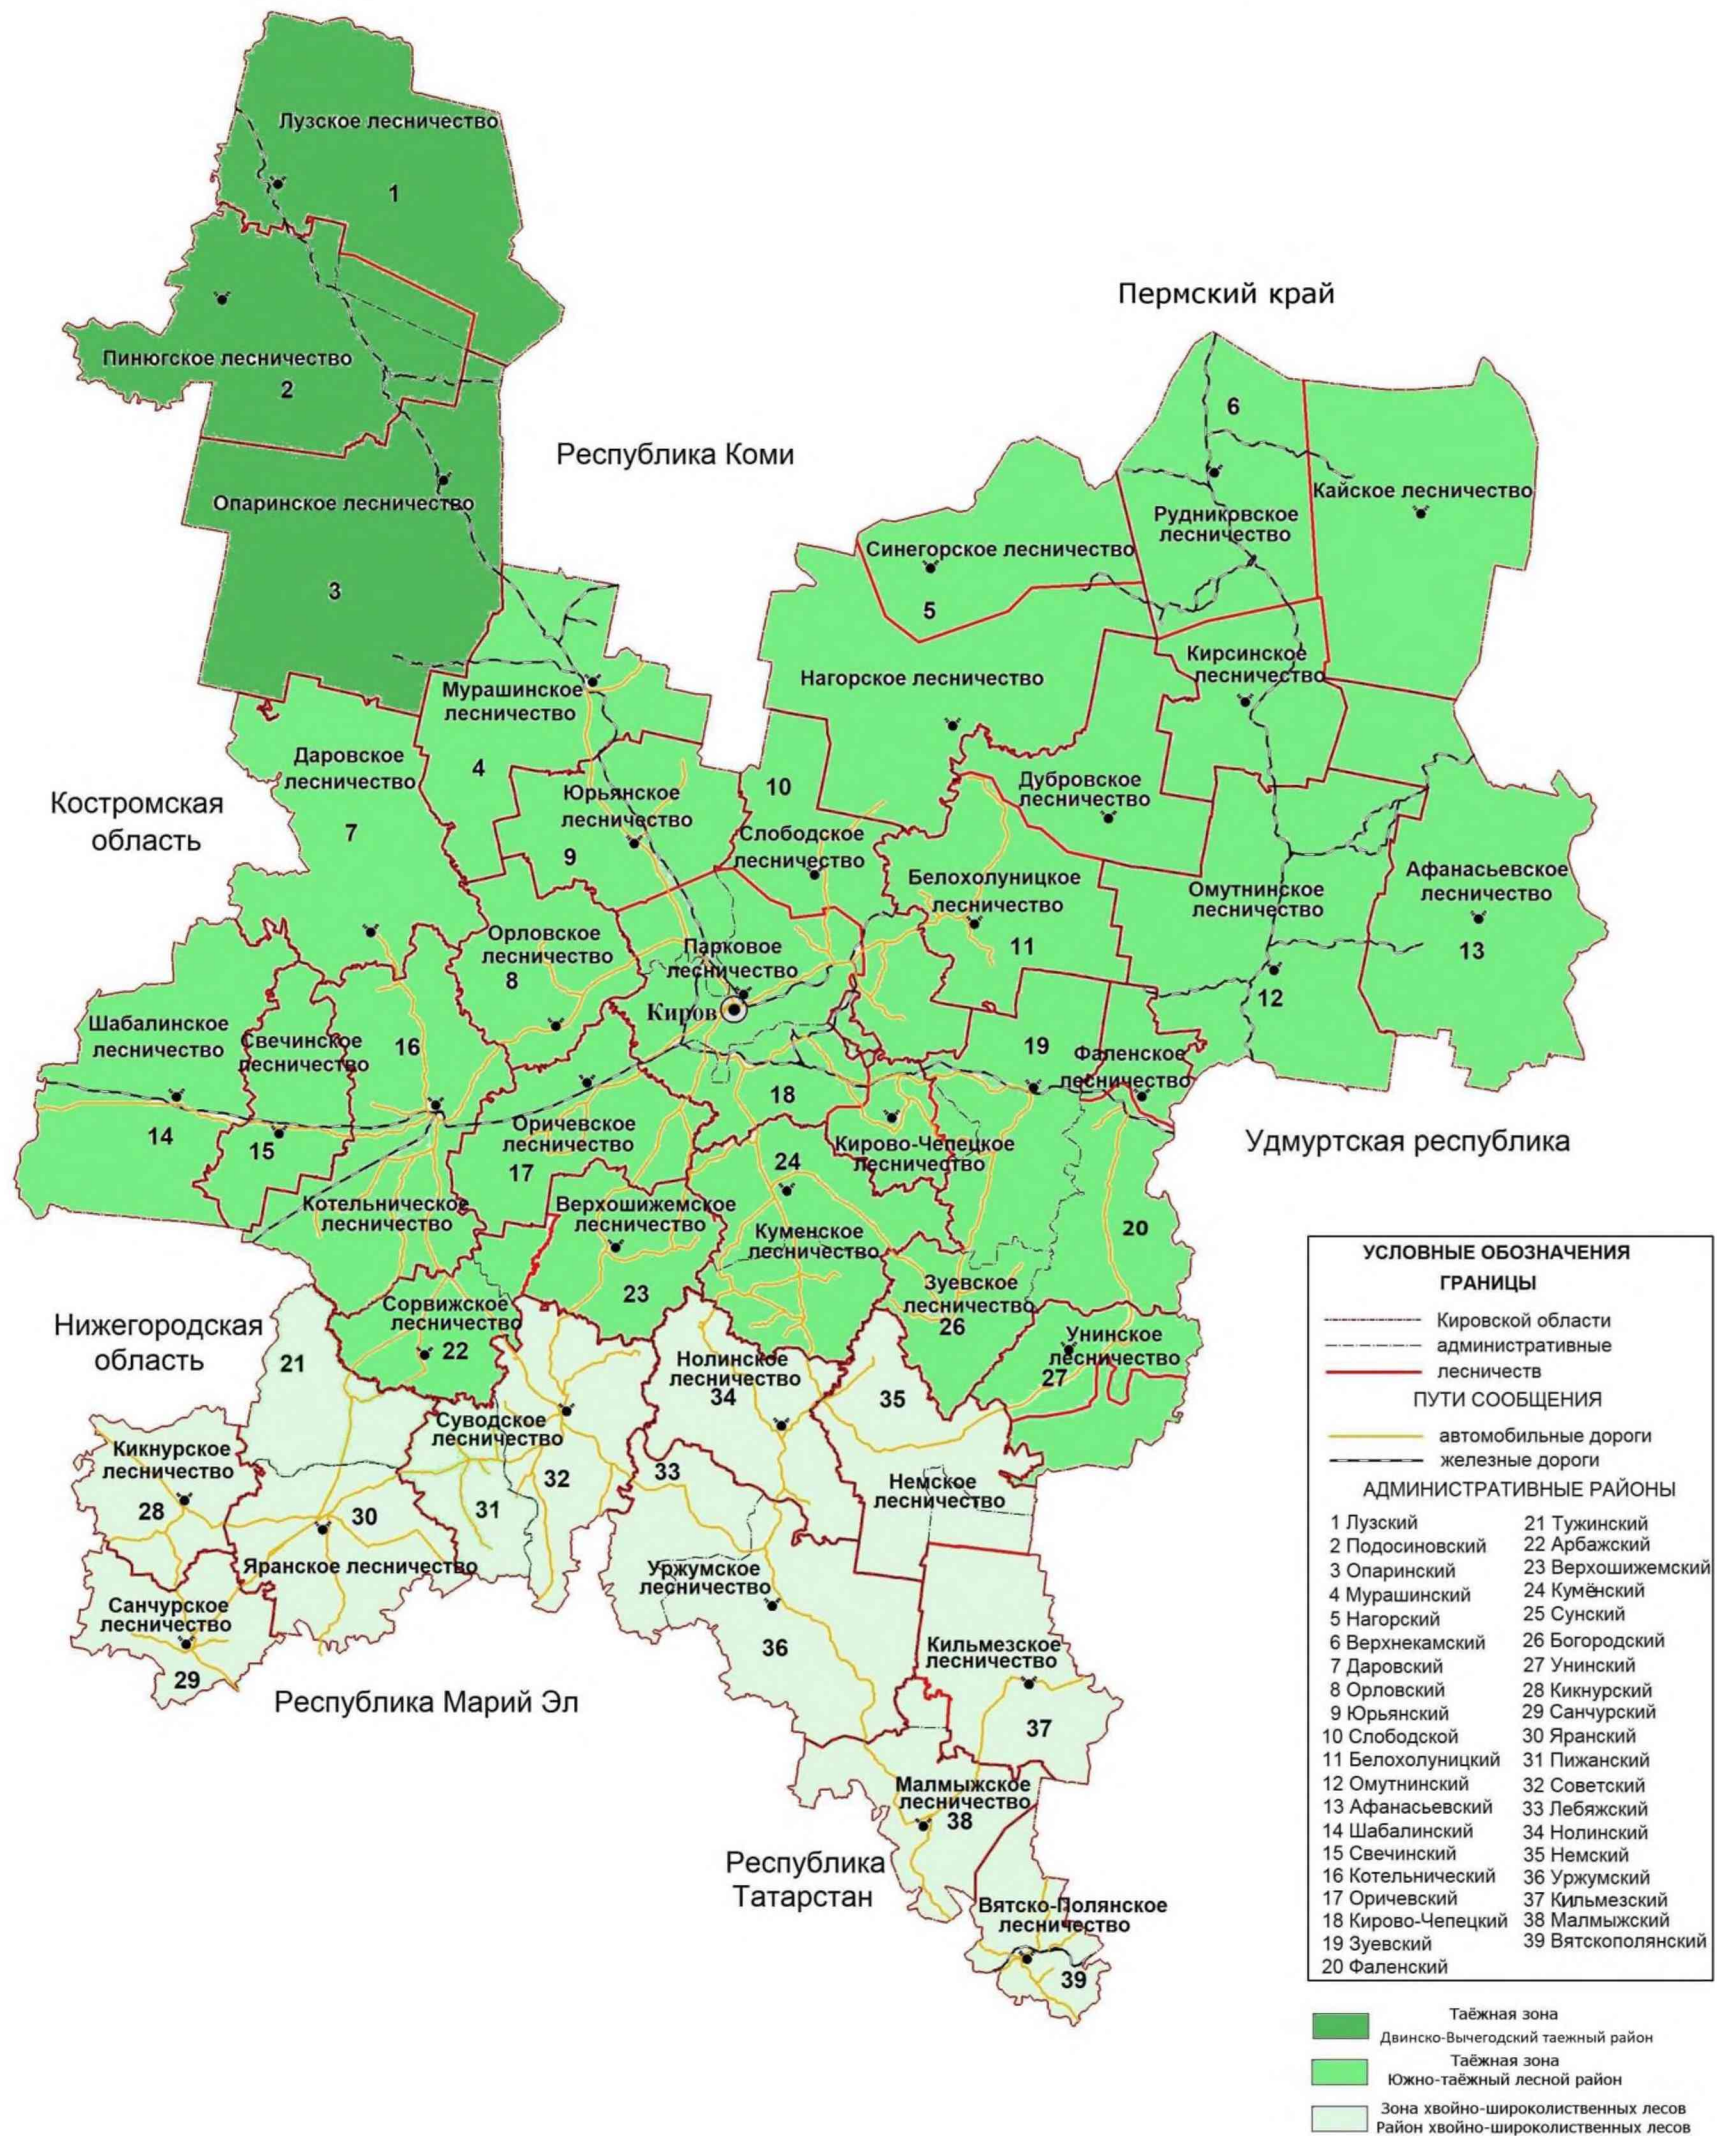 Лузское лесничество
1
Пинюгское лесничество
2
Опаринское лесничество
3
Пермский край
Республика Коми
6
Кайское лесничество
Рудниковское
лесничество
Синегорское лесничество
5
Нагорское лесничество
Кирсинское
лесничество
Мурашинское
лесничество
4
Даровское
лесничество
7
Костромская
область
Юрьянское
лесничество
9
10
Слободское
лесничество
Дубровское
лесничество
Белохолуницкое
лесничество
11
Омутнинское
лесничество
12
Афанасьевское
лесничество
13
Орловское
лесничество
8
Парковое
лесничество
Киров
Шабалинское
лесничество
14
Свечинское
лесничество
15
16
19
Фаленское
лесничество
18
Оричевское
лесничество
17
Кирово-Чепецкое
лесничество
24
Удмуртская республика
Котельническое
лесничество
Верхошижемское
лесничество
23
Куменское
лесничество
20
Зуевское
лесничество
26
Сорвижское
лесничество
22
Нижегородская
область
21
Унинское
лесничество
27
Нолинское
лесничество
34
35
Суводское
лесничество
Кикнурское
лесничество
28
33
32
31
30
Немское
лесничество
Яранское лесничество
Уржумское
лесничество
36
Санчурское
лесничество
29
Республика Марий Эл
Кильмезское
лесничество
37
Малмыжское
лесничество
38
Республика
Татарстан
Вятско-Полянское
лесничество
39
УСЛОВНЫЕ ОБОЗНАЧЕНИЯ
ГРАНИЦЫ
Кировской области
административные
лесничеств
ПУТИ СООБЩЕНИЯ
автомобильные дороги
железные дороги
АДМИНИСТРАТИВНЫЕ РАЙОНЫ
1 Лузский
2 Подосиновский
3 Опаринский
4 Мурашинский
5 Нагорский
6 Верхнекамский
7 Даровский
8 Орловский
9 Юрьянский
10 Слободской
11 Белохолуницкий
12 Омутнинский
13 Афанасьевский
14 Шабалинский
15 Свечинский
16 Котельнический
17 Оричевский
18 Кирово-Чепецкий
19 Зуевский
20 Фаленский
21 Тужинский
22 Арбажский
23 Верхошижемский
24 Кумёнский
25 Сунский
26 Богородский
27 Унинский
28 Кикнурский
29 Санчурский
30 Яранский
31 Пижанский
32 Советский
33 Лебяжский
34 Нолинский
35 Немский
36 Уржумский
37 Кильмезский
38 Малмыжский
39 Вятскополянский
Таёжная зона
Двинско-Вычегодский таежный район
Таёжная зона
Южно-таёжный лесной район
Зона хвойно-широколиственных лесов
Район хвойно-широколиственных лесов